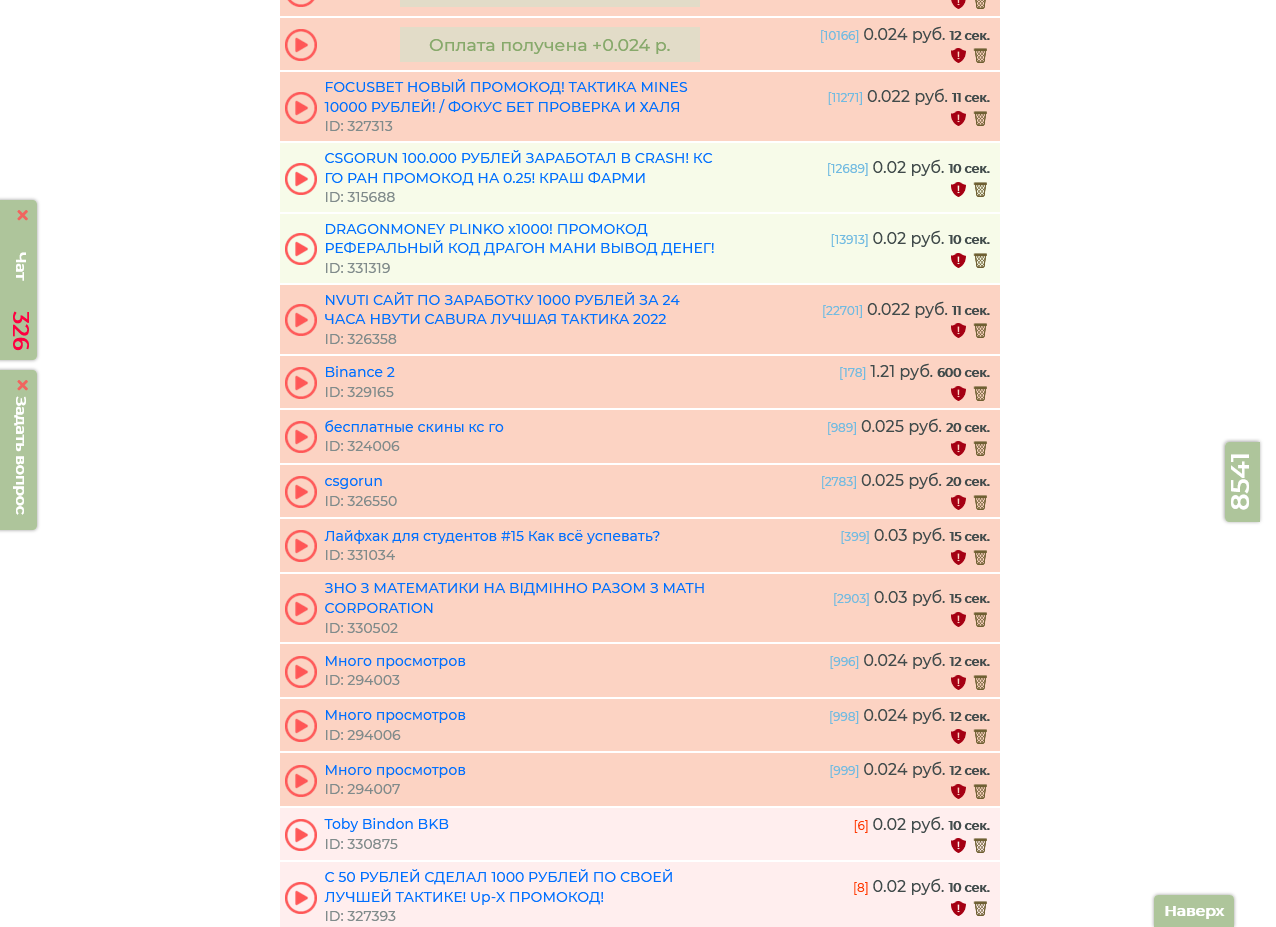 Оплата получена +0.024 р.
[10166] 0.024 руб. 12 сек.
FOCUSBET НОВЫЙ ПРОМОКОД! ТАКТИКА MINES
10000 РУБЛЕЙ! / ФОКУС БЕТ ПРОВЕРКА И ХАЛЯ
ID: 327313
[11271] 0.022 руб. 11 сек.
CSGORUN 100.000 РУБЛЕЙ ЗАРАБОТАЛ В CRASH! КС
ГО РАН ПРОМОКОД НА 0.25! КРАШ ФАРМИ
ID: 315688
[12689] 0.02 руб. 10 сек.
DRAGONMONEY PLINKO x1000! ПРОМОКОД
РЕФЕРАЛЬНЫЙ КОД ДРАГОН МАНИ ВЫВОД ДЕНЕГ!
ID: 331319
[13913] 0.02 руб. 10 сек.
NVUTI САЙТ ПО ЗАРАБОТКУ 1000 РУБЛЕЙ ЗА 24
ЧАСА НВУТИ CABURA ЛУЧШАЯ ТАКТИКА 2022
ID: 326358
[22701] 0.022 руб. 11 сек.
Binance 2
ID: 329165
[178] 1.21 руб. 600 сек.
бесплатные скины кс го
ID: 324006
[989] 0.025 руб. 20 сек.
csgorun
ID: 326550
[2783] 0.025 руб. 20 сек.
Лайфхак для студентов #15 Как всё успевать?
ID: 331034
[399] 0.03 руб. 15 сек.
ЗНО З МАТЕМАТИКИ НА ВІДМІННО РАЗОМ З MATH
CORPORATION
ID: 330502
[2903] 0.03 руб. 15 сек.
Много просмотров
ID: 294003
[996] 0.024 руб. 12 сек.
Много просмотров
ID: 294006
[998] 0.024 руб. 12 сек.
Много просмотров
ID: 294007
[999] 0.024 руб. 12 сек.
Toby Bindon BKB
ID: 330875
[6] 0.02 руб. 10 сек.
С 50 РУБЛЕЙ СДЕЛАЛ 1000 РУБЛЕЙ ПО СВОЕЙ
ЛУЧШЕЙ ТАКТИКЕ! Up-X ПРОМОКОД!
ID: 327393
[8] 0.02 руб. 10 сек.
Чат
326
Задать вопрос
8541
Наверх